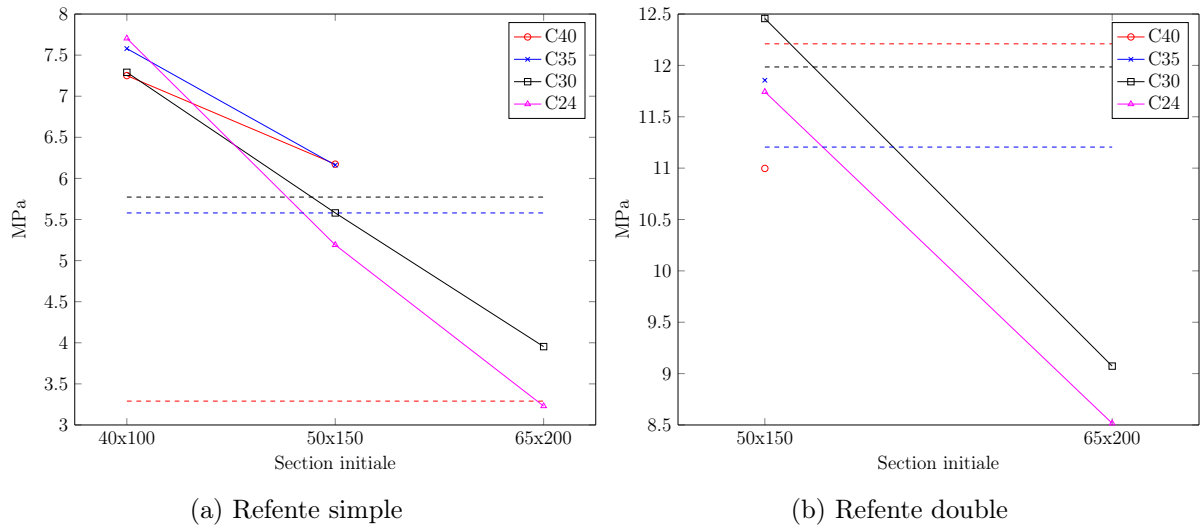 8
7.5
7
6.5
6
5.5
5
4.5
4
3.5
3
MPa
40x100 50x150 65x200
Section initiale
C40
C35
C30
C24
(a) Refente simple
12.5
12
11.5
11
10.5
10
9.5
9
8.5
MPa
50x150 65x200
Section initiale
C40
C35
C30
C24
(b) Refente double